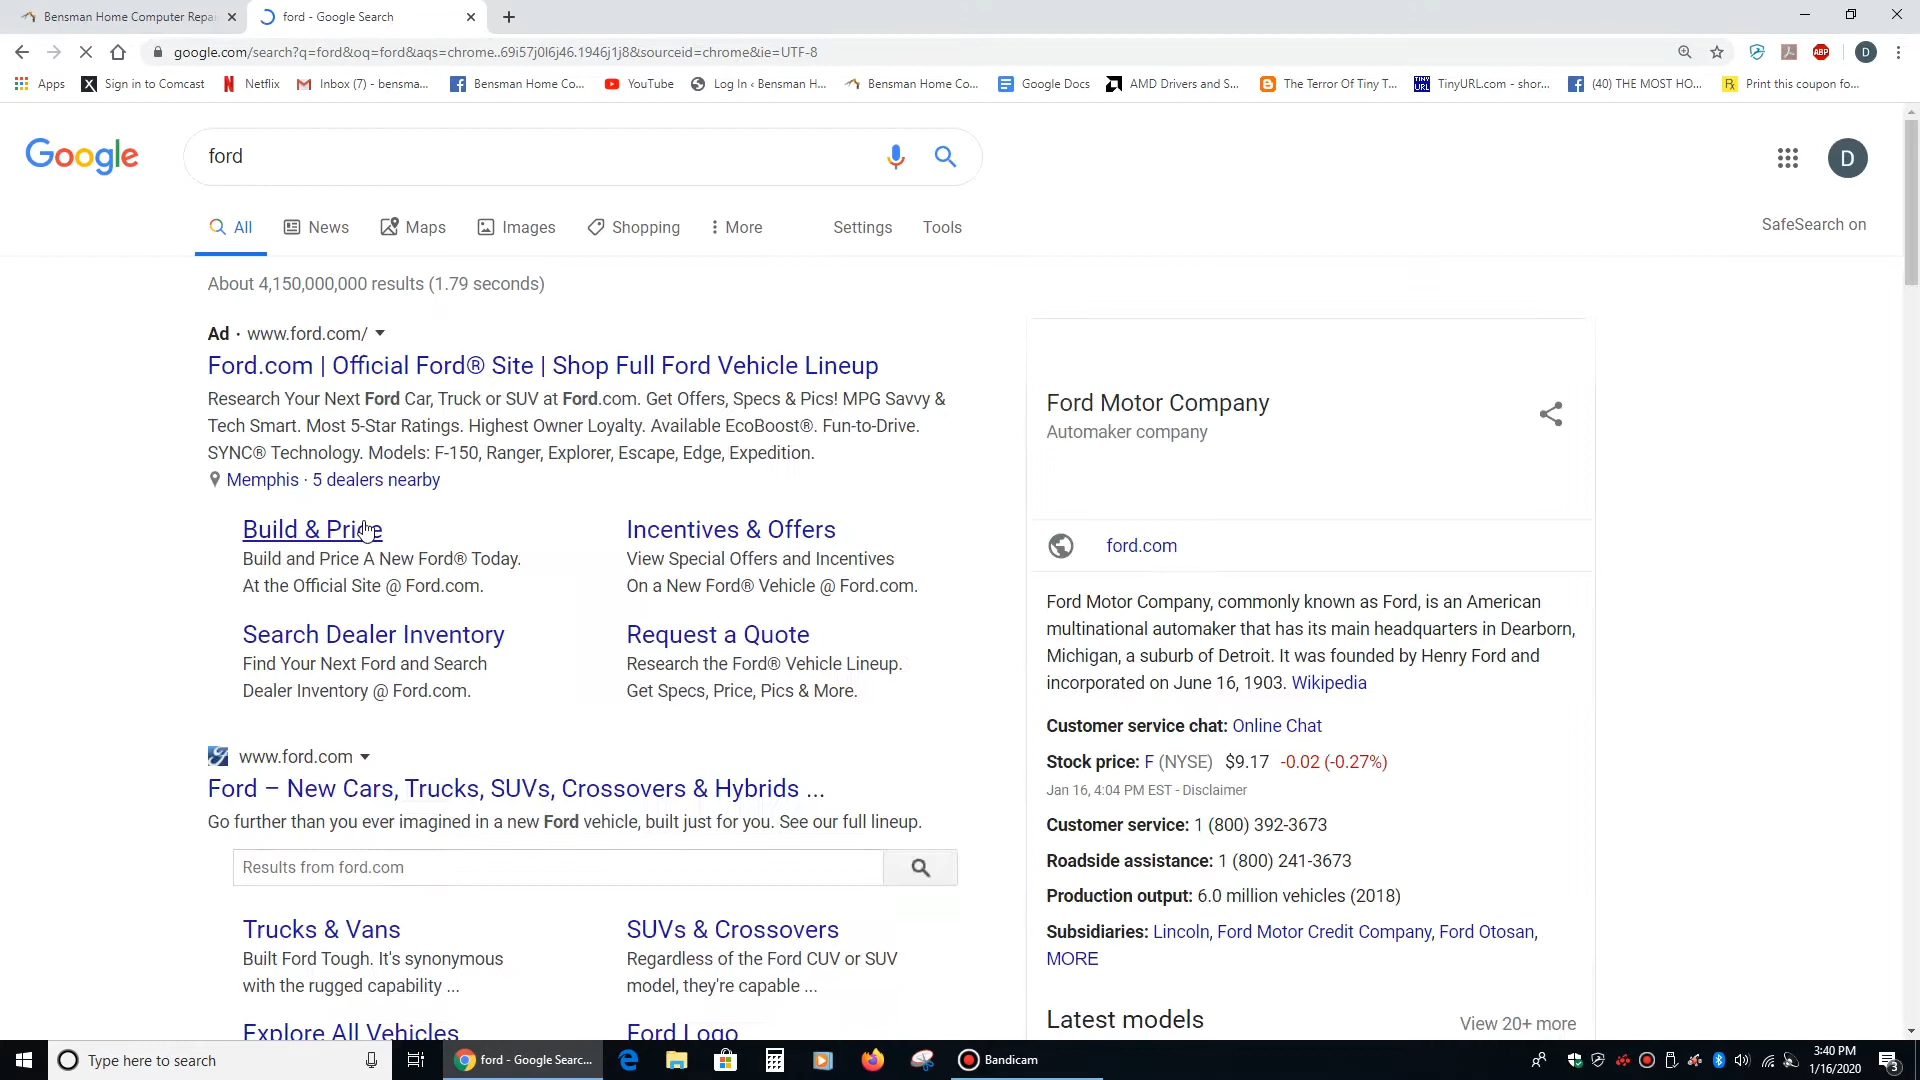 Bensman Home Computer Repai
ford - Google Search
google.com/search?q=ford&oq=ford&aqs=chrome..69i57j0l6j46.1946j1j8&sourceid=chrome&ie=UTF-8
ABP
D
Apps
Sign in to Comcast
Netflix
Inbox (7) - bensma...
Bensman Home Co...
YouTube
Log In ‹ Bensman H...
Bensman Home Co...
Google Docs
AMD Drivers and S...
The Terror Of Tiny T...
TINY
URL
TinyURL.com - shor...
(40) THE MOST HO...
Print this coupon fo...
Google
ford
D
All
News
Maps
Images
Shopping
More
Settings
Tools
SafeSearch on
About 4,150,000,000 results (1.79 seconds)
Ad · www.ford.com/
Ford.com | Official Ford® Site | Shop Full Ford Vehicle Lineup
Research Your Next Ford Car, Truck or SUV at Ford.com. Get Offers, Specs & Pics! MPG Savvy &
Tech Smart. Most 5-Star Ratings. Highest Owner Loyalty. Available EcoBoost®. Fun-to-Drive.
SYNC® Technology. Models: F-150, Ranger, Explorer, Escape, Edge, Expedition.
Memphis · 5 dealers nearby
Build & Price
Build and Price A New Ford® Today.
At the Official Site @ Ford.com.
Incentives & Offers
View Special Offers and Incentives
On a New Ford® Vehicle @ Ford.com.
Search Dealer Inventory
Find Your Next Ford and Search
Dealer Inventory @ Ford.com.
Request a Quote
Research the Ford® Vehicle Lineup.
Get Specs, Price, Pics & More.
www.ford.com
Ford – New Cars, Trucks, SUVs, Crossovers & Hybrids ...
Go further than you ever imagined in a new Ford vehicle, built just for you. See our full lineup.
Results from ford.com
Trucks & Vans
Built Ford Tough. It's synonymous
with the rugged capability ...
SUVs & Crossovers
Regardless of the Ford CUV or SUV
model, they're capable ...
Explore All Vehicles
Ford Logo
Ford Motor Company
Automaker company
ford.com
Ford Motor Company, commonly known as Ford, is an American
multinational automaker that has its main headquarters in Dearborn,
Michigan, a suburb of Detroit. It was founded by Henry Ford and
incorporated on June 16, 1903. Wikipedia
Customer service chat: Online Chat
Stock price: F (NYSE) $9.17 -0.02 (-0.27%)
Jan 16, 4:04 PM EST - Disclaimer
Customer service: 1 (800) 392-3673
Roadside assistance: 1 (800) 241-3673
Production output: 6.0 million vehicles (2018)
Subsidiaries: Lincoln, Ford Motor Credit Company, Ford Otosan,
MORE
Latest models
View 20+ more
Type here to search
ford - Google Searc...
Bandicam
3:40 PM
1/16/2020
3